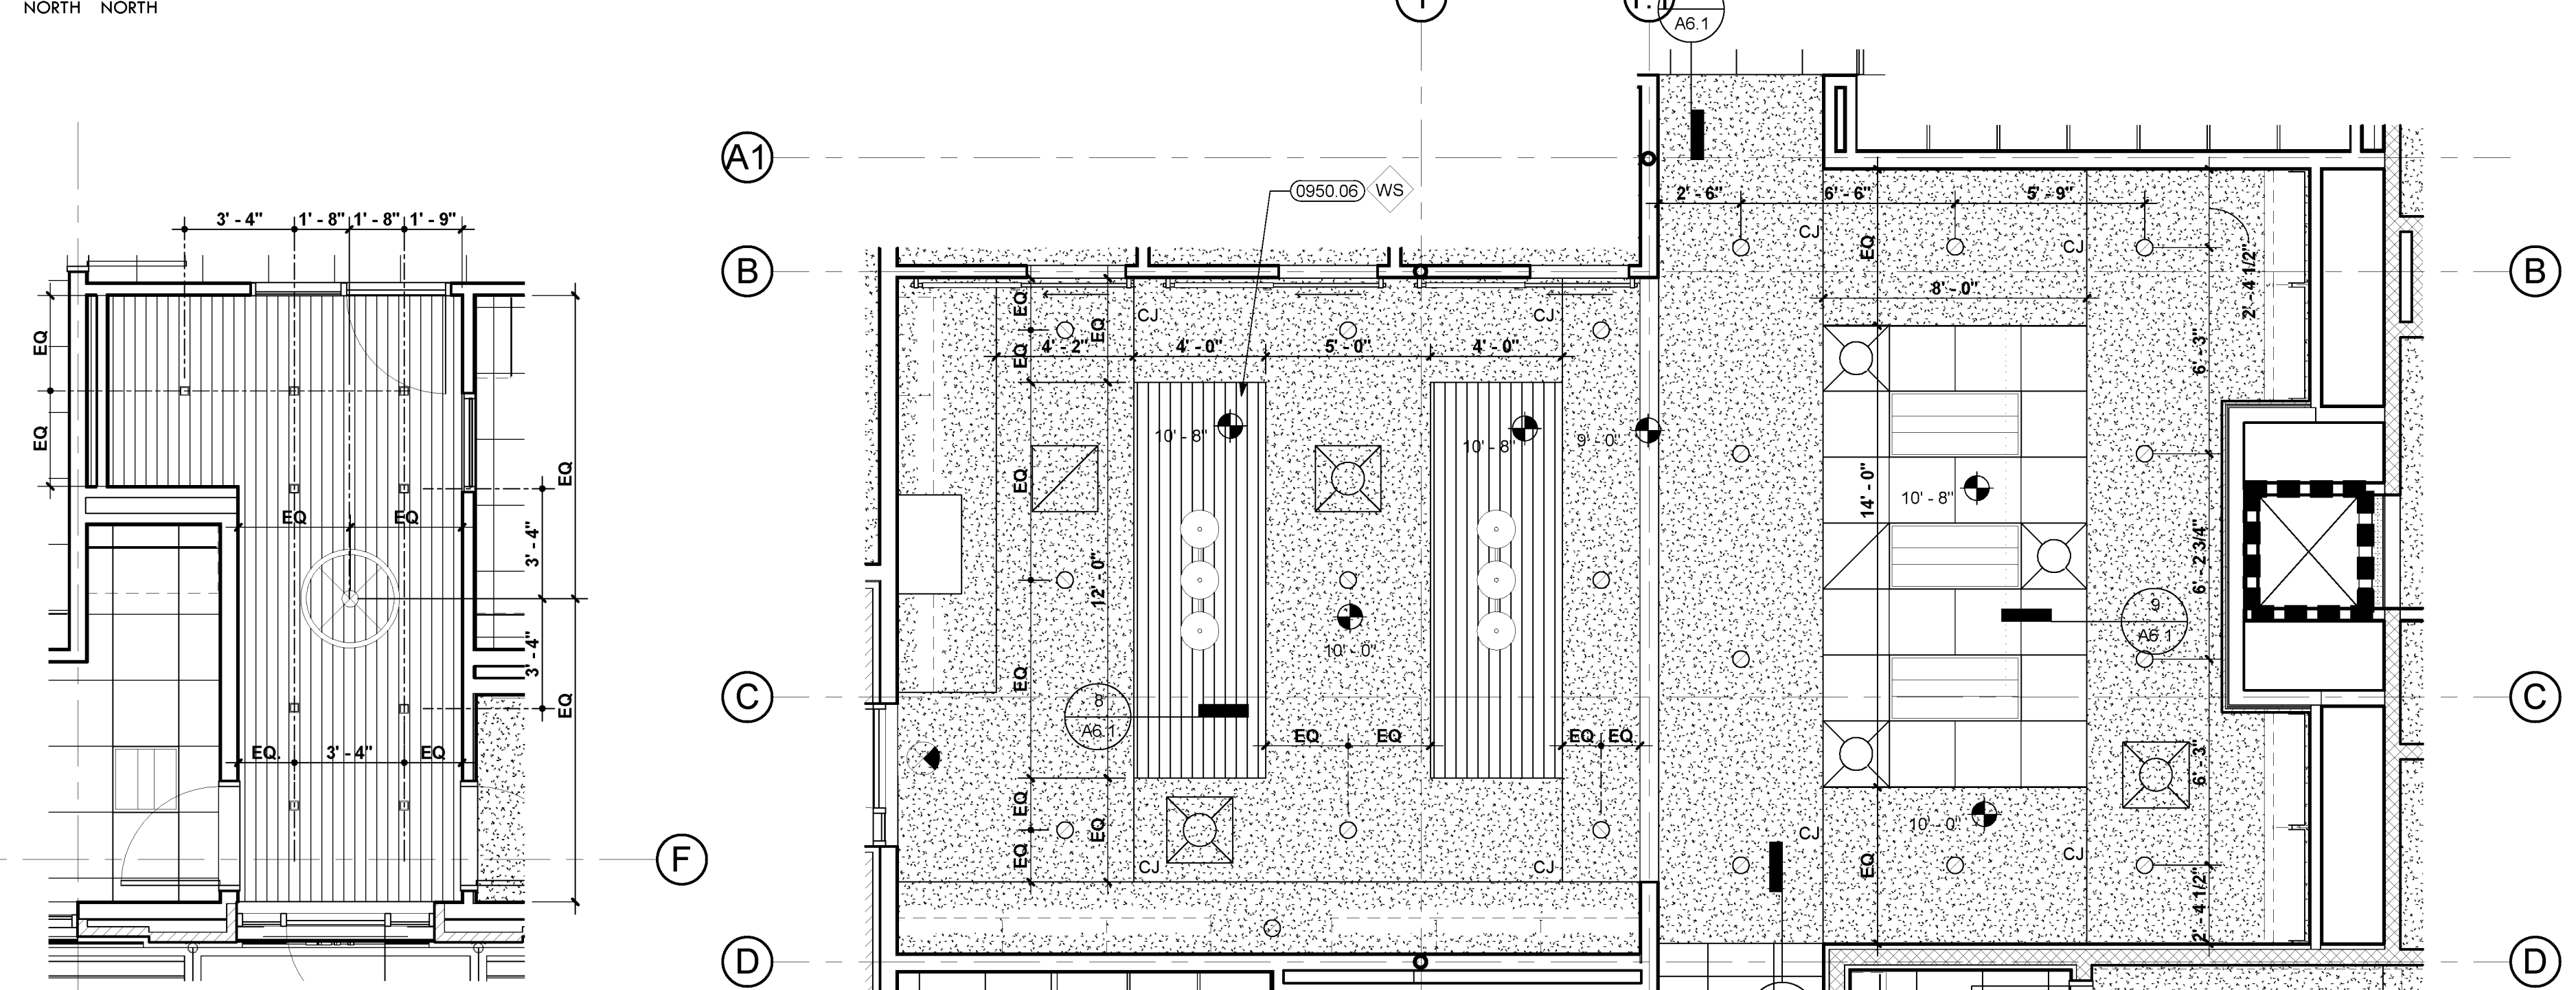 NORTH NORTH
1
1.1
A6.1
A1
0950.06 WS
2' - 6" 6' - 6" 5' - 9"
3' - 4" 1' - 8" 1' - 8" 1' - 9"
CJ EQ CJ
B B
2' - 4 1/2"
8' - 0"
EQ EQ
CJ CJ
EQ
EQ 4' - 2" 4' - 0" 5' - 0" 4' - 0"
6' - 3"
EQ
10' - 8" 10' - 8" 9' - 0"
EQ
EQ
14' - 0" 10' - 8"
EQ EQ
3' - 4"
12' - 0"
6' - 2 3/4"
9
A6.1
3' - 4"
10' - 0"
EQ
EQ
8
A6.1
C C
EQ. 3' - 4" EQ
EQ EQ EQ EQ
6' - 3"
EQ
EQ
10' - 0"
CJ CJ
F
EQ
CJ CJ
EQ
2' - 4 1/2"
D D